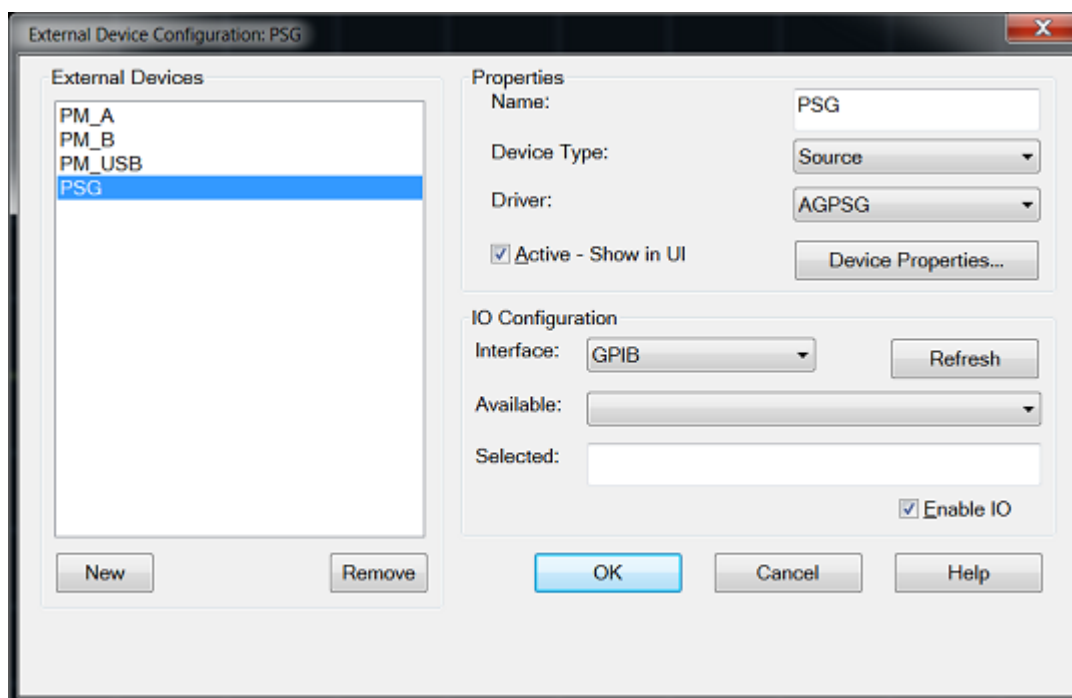 External Device Configuration: PSG
External Devices
PM_A
PM_B
PM_USB
PSG
New
Remove
Properties
Name:
PSG
Device Type:
Source
Driver:
AGPSG
Active - Show in UI
Device Properties...
IO Configuration
Interface:
GPIB
Refresh
Available:
Selected:
Enable IO
OK
Cancel
Help